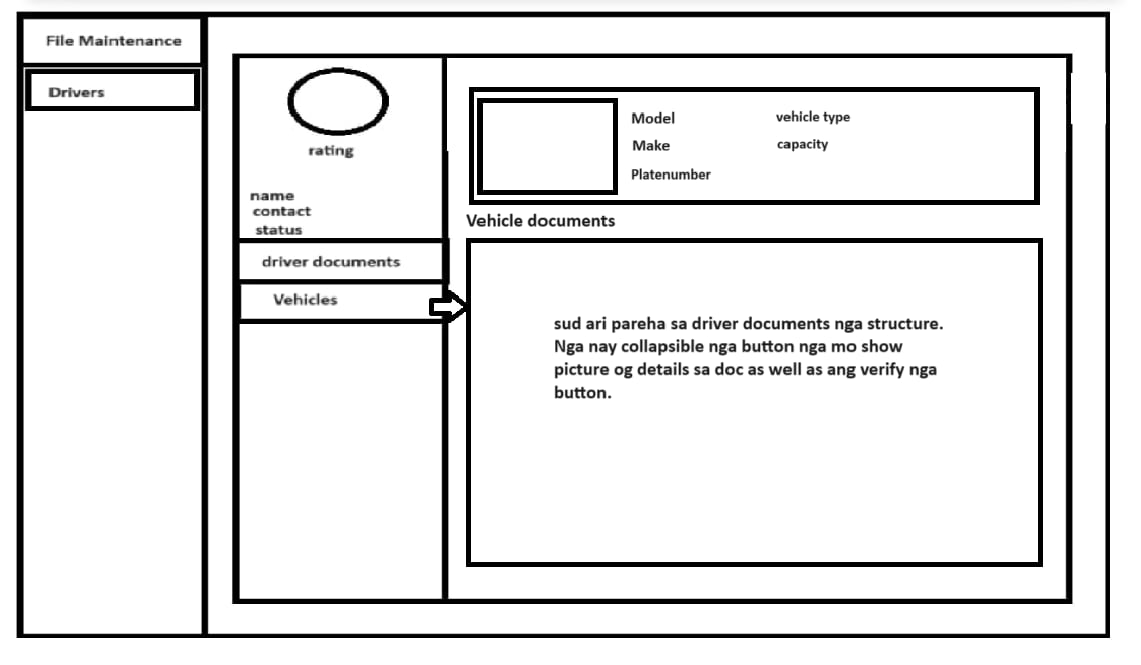 File Maintenance
Drivers
rating
name
contact
status
driver documents
Vehicles
Model
vehicle type
Make
capacity
Platenumber
Vehicle documents
sud ari pareha sa driver documents nga structure.
Nga nay collapsible nga button nga mo show
picture og details sa doc as well as ang verify nga
button.